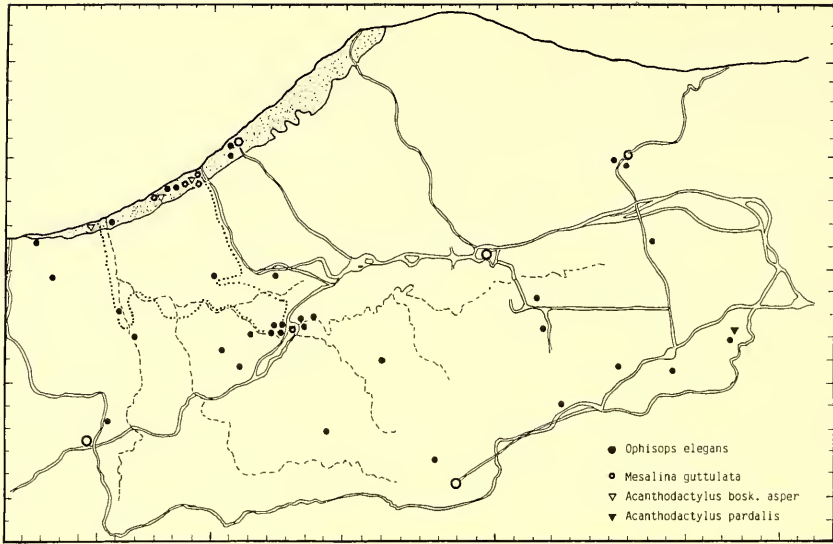 Ophisops elegans
Mesalina guttulata
Acanthodactylus bosk. asper
Acanthodactylus pardalis